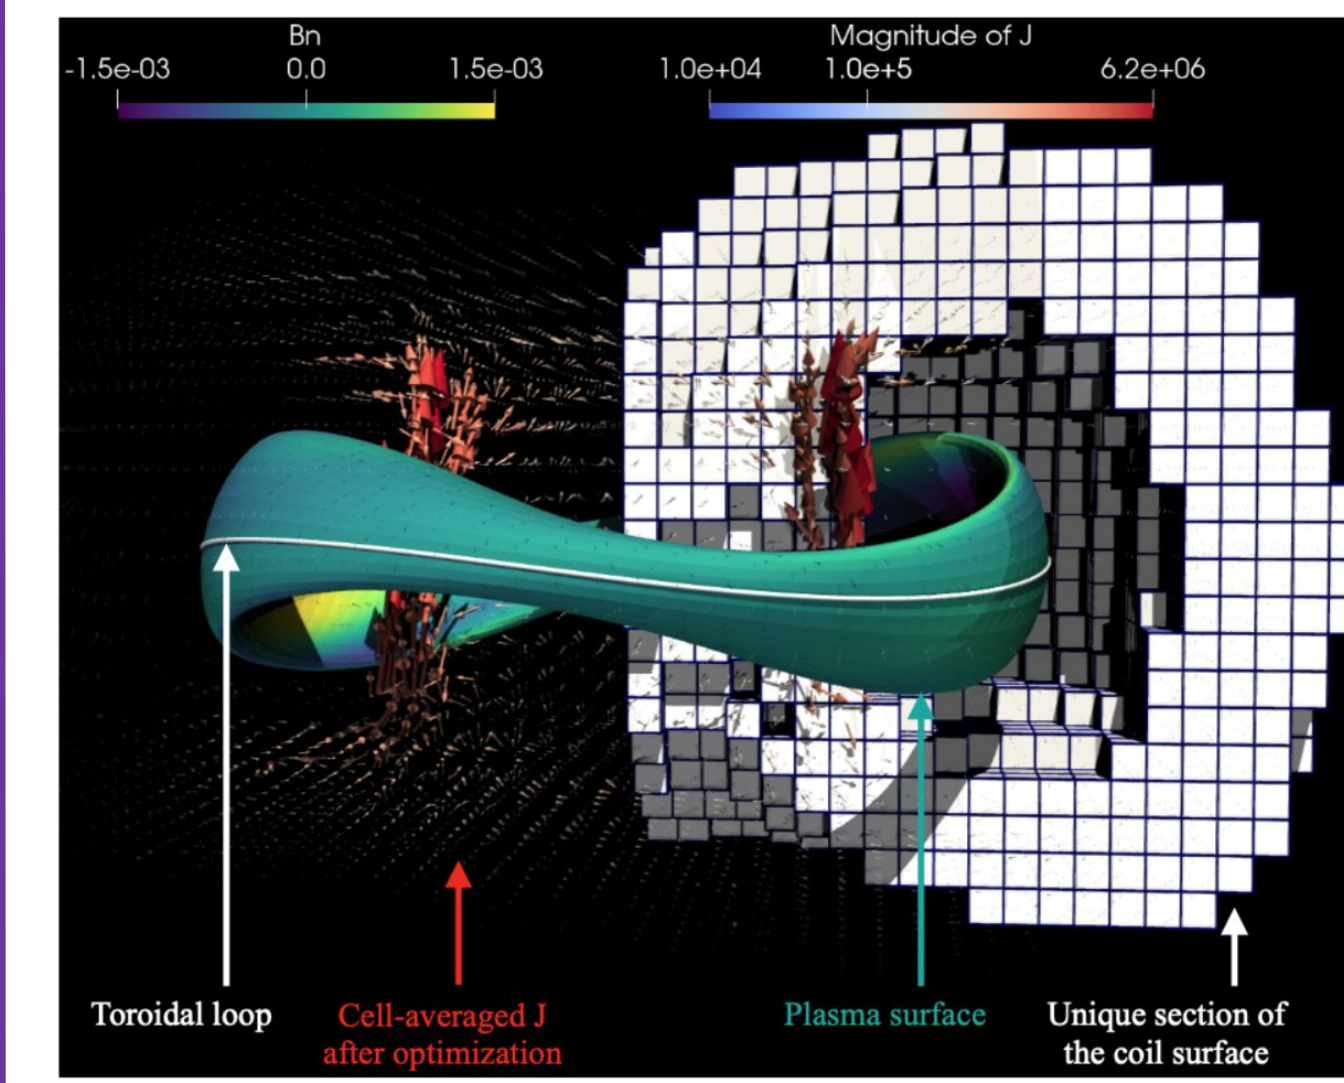 Bn
-1.5e-03 0.0 1.5e-03
Magnitude of J
1.0e+04 1.0e+5 6.2e+06
Toroidal loop
Cell-averaged J
after optimization
Plasma surface
Unique section of
the coil surface